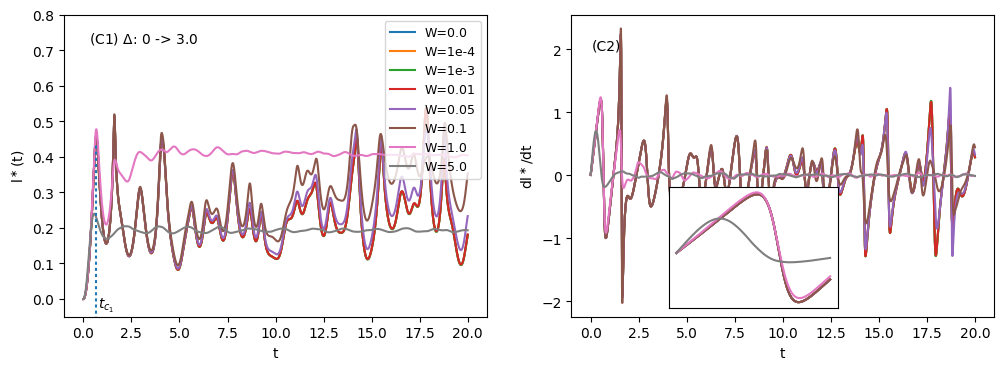 (C1) Δ: 0 -> 3.0
W=0.0
W=1e-4
W=1e-3
W=0.01
W=0.05
W=0.1
W=1.0
W=5.0
0.8
0.7
0.6
0.5
0.4
0.3
0.2
0.1
0.0
l*(t)
t_{c_1}
0.0 2.5 5.0 7.5 10.0 12.5 15.0 17.5 20.0
t
(C2)
2
1
0
−1
−2
dl*/dt
0.0 2.5 5.0 7.5 10.0 12.5 15.0 17.5 20.0
t